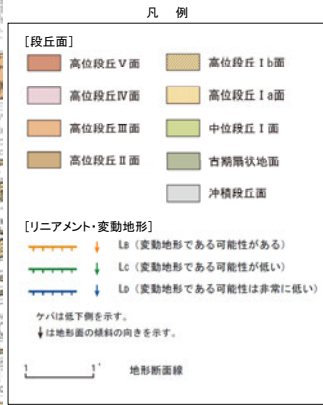 凡 例
[段丘面]
高位段丘Ⅴ面
高位段丘Ⅰb面
高位段丘Ⅳ面
高位段丘Ⅰa面
高位段丘Ⅲ面
中位段丘Ⅰ面
高位段丘Ⅱ面
古期扇状地面
沖積段丘面
[リニアメント・変動地形]
LB (変動地形である可能性がある)
LC (変動地形である可能性が低い)
LD (変動地形である可能性は非常に低い)
ケバは低下側を示す。
↓は地形面の傾斜の向きを示す。
1 1' 地形断面線